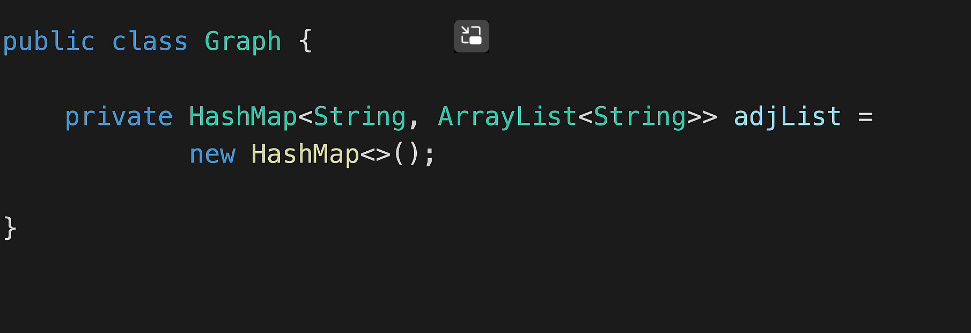 public class Graph {
private HashMap<String, ArrayList<String>> adjList =
new HashMap<>();
}